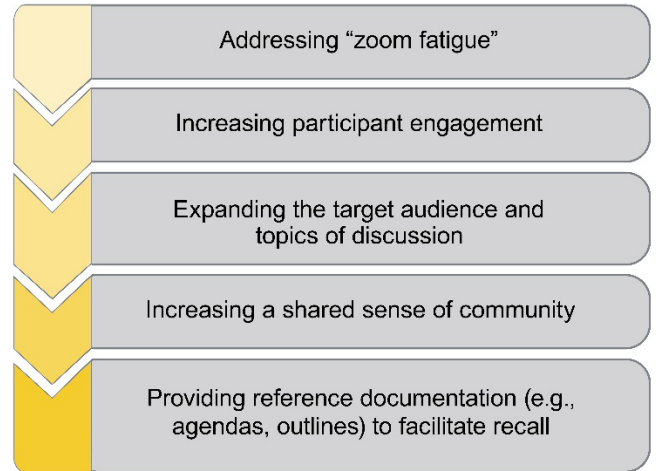 Addressing “zoom fatigue”
Increasing participant engagement
Expanding the target audience and
topics of discussion
Increasing a shared sense of community
Providing reference documentation (e.g.,
agendas, outlines) to facilitate recall